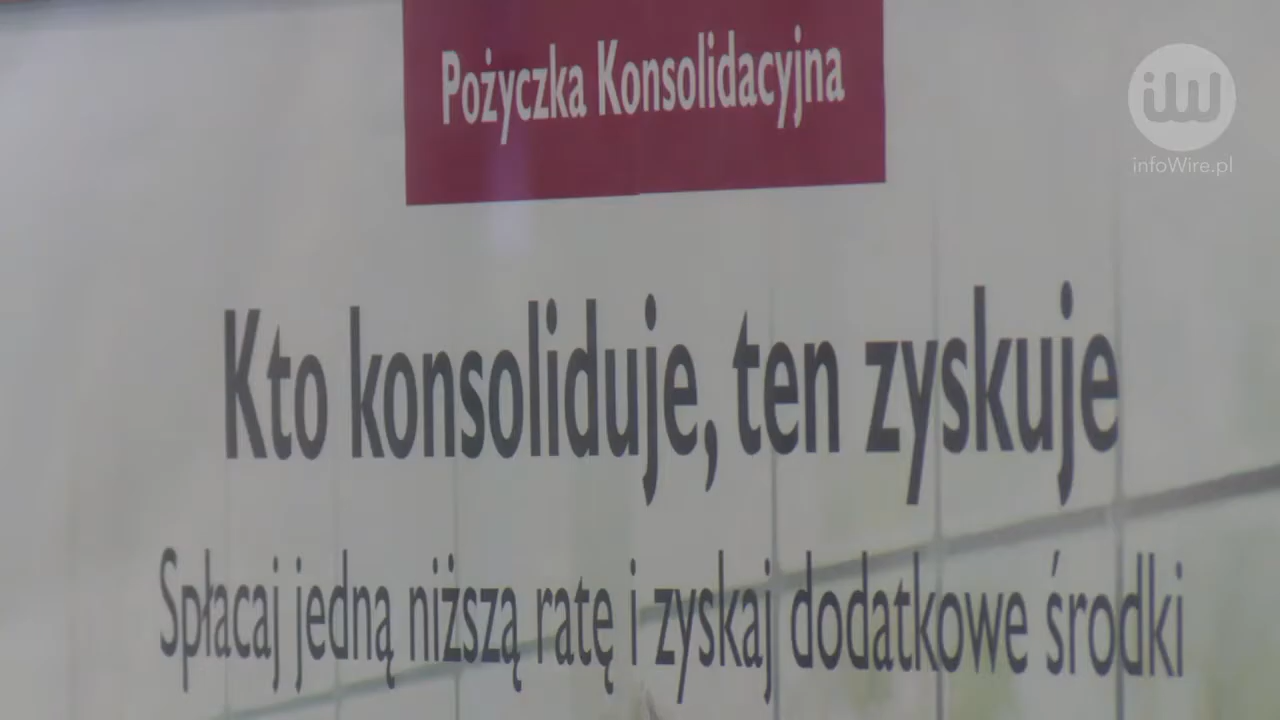 Pożyczka Konsolidacyjna
iw
infoWire.pl
Kto konsoliduje, ten zyskuje
Spłacaj jedną niższą ratę i zyskaj dodatkowe środki